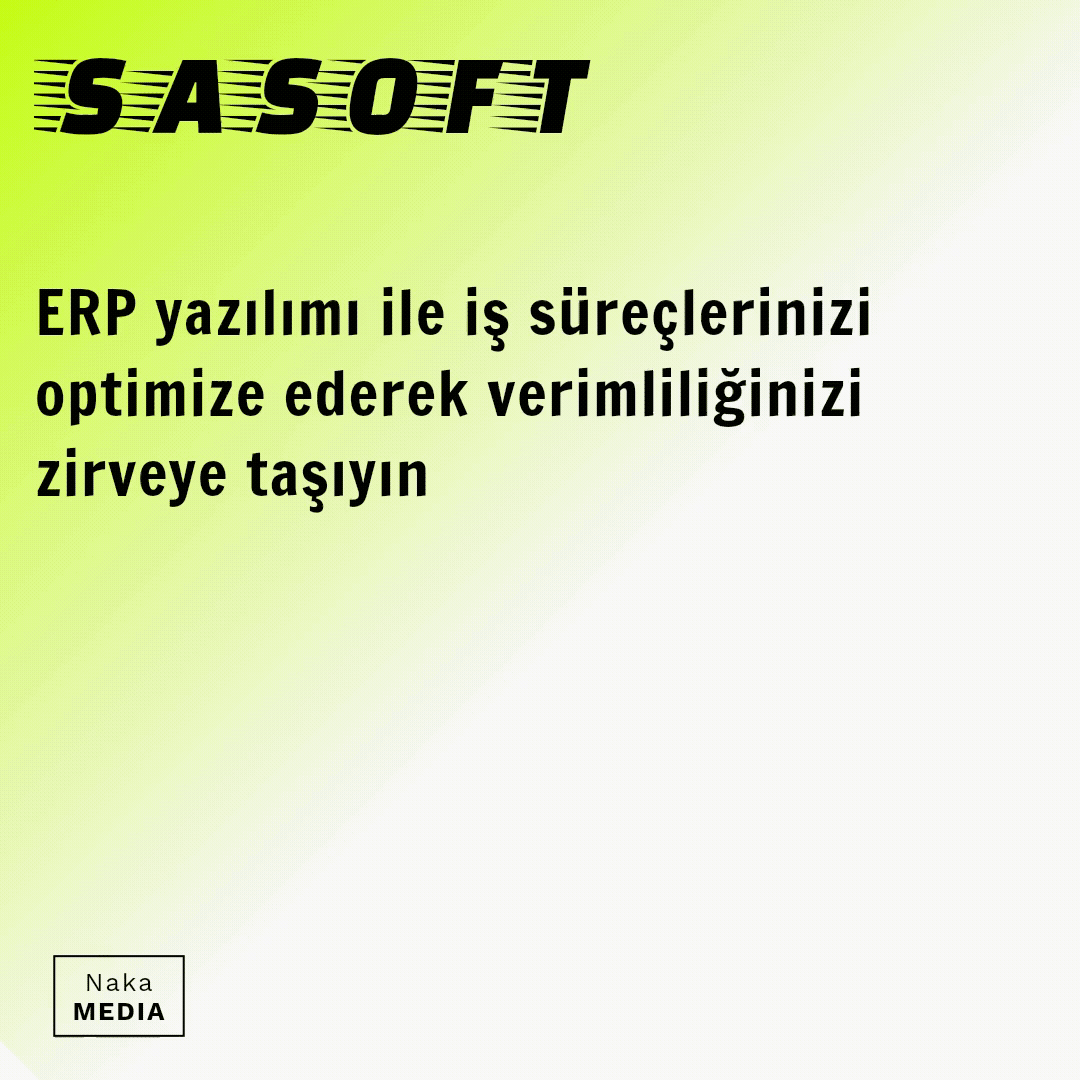 SASOFT
ERP yazılımı ile iş süreçlerinizi
optimize ederek verimliliğinizi
zirveye taşıyın
Naka
MEDIA